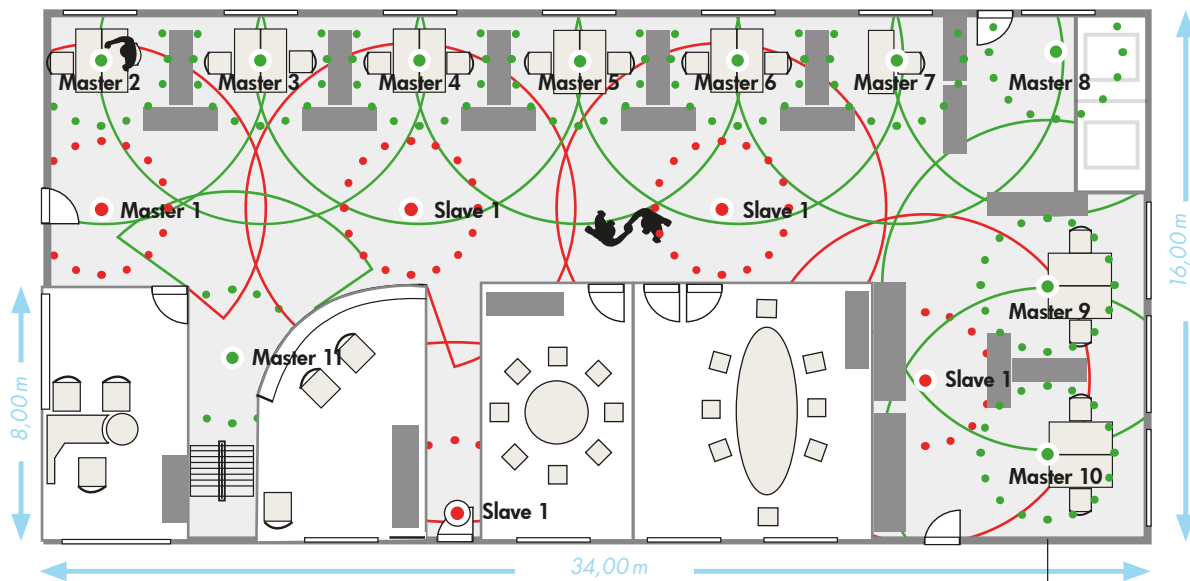 Master 2
Master 3
Master 4
Master 5
Master 6
Master 7
Master 8
Master 1
Slave 1
Slave 1
16,00 m
Master 9
Master 11
Slave 1
8,00 m
Master 10
Slave 1
34,00 m